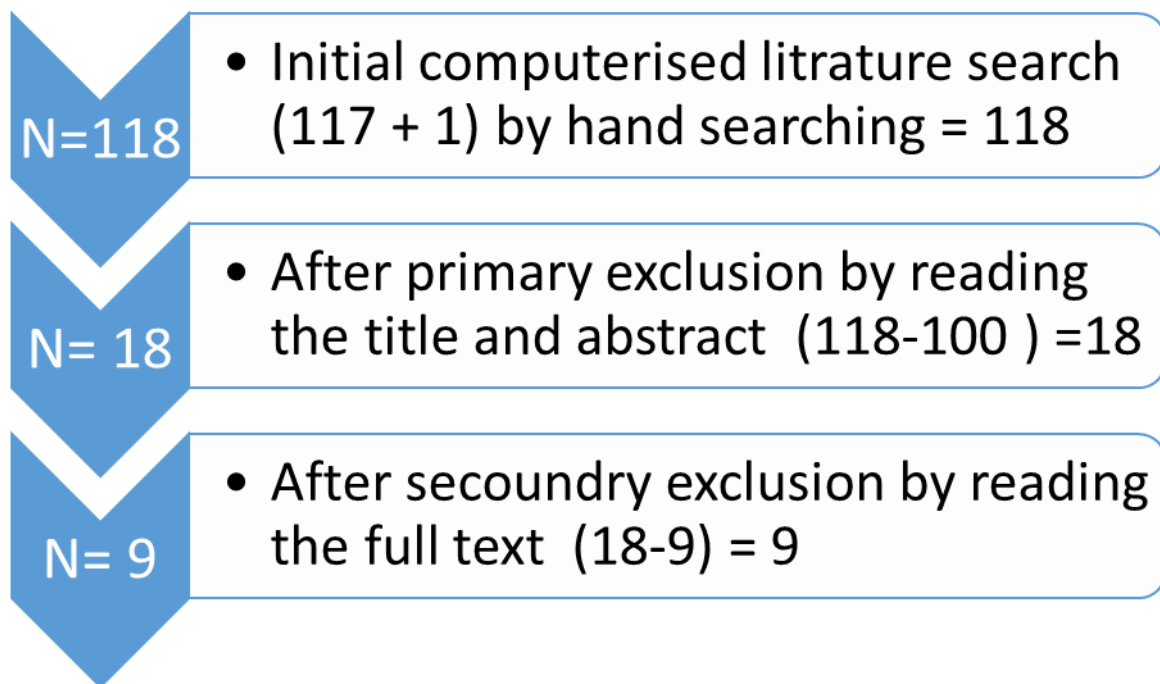 N=118
• Initial computerised litrature search
(117 + 1) by hand searching = 118
N= 18
• After primary exclusion by reading
the title and abstract  (118-100 ) =18
N= 9
• After secoundry exclusion by reading
the full text  (18-9) = 9